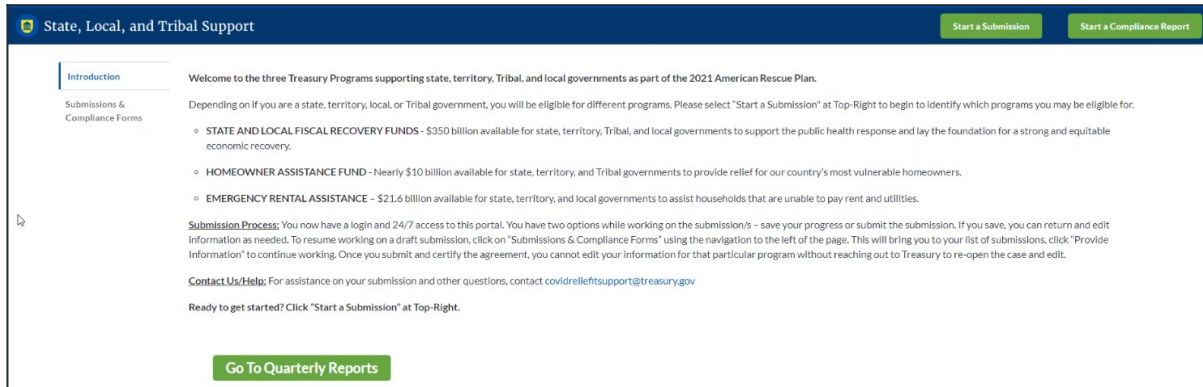 State, Local, and Tribal Support
Start a Submission
Start a Compliance Report
Introduction
Submissions &
Compliance Forms
Welcome to the three Treasury Programs supporting state, territory, Tribal, and local governments as part of the 2021 American Rescue Plan.
Depending on if you are a state, territory, local, or Tribal government, you will be eligible for different programs. Please select "Start a Submission" at Top-Right to begin to identify which programs you may be eligible for.
STATE AND LOCAL FISCAL RECOVERY FUNDS - $350 billion available for state, territory, Tribal, and local governments to support the public health response and lay the foundation for a strong and equitable
economic recovery.
HOMEOWNER ASSISTANCE FUND - Nearly $10 billion available for state, territory, and Tribal governments to provide relief for our country's most vulnerable homeowners.
EMERGENCY RENTAL ASSISTANCE – $21.6 billion available for state, territory, and local governments to assist households that are unable to pay rent and utilities.
Submission Process: You now have a login and 24/7 access to this portal. You have two options while working on the submission/s – save your progress or submit the submission. If you save, you can return and edit
information as needed. To resume working on a draft submission, click on "Submissions & Compliance Forms" using the navigation to the left of the page. This will bring you to your list of submissions, click "Provide
Information" to continue working. Once you submit and certify the agreement, you cannot edit your information for that particular program without reaching out to Treasury to re-open the case and edit.
Contact Us/Help: For assistance on your submission and other questions, contact covidreliefitsupport@treasury.gov
Ready to get started? Click "Start a Submission" at Top-Right.
Go To Quarterly Reports